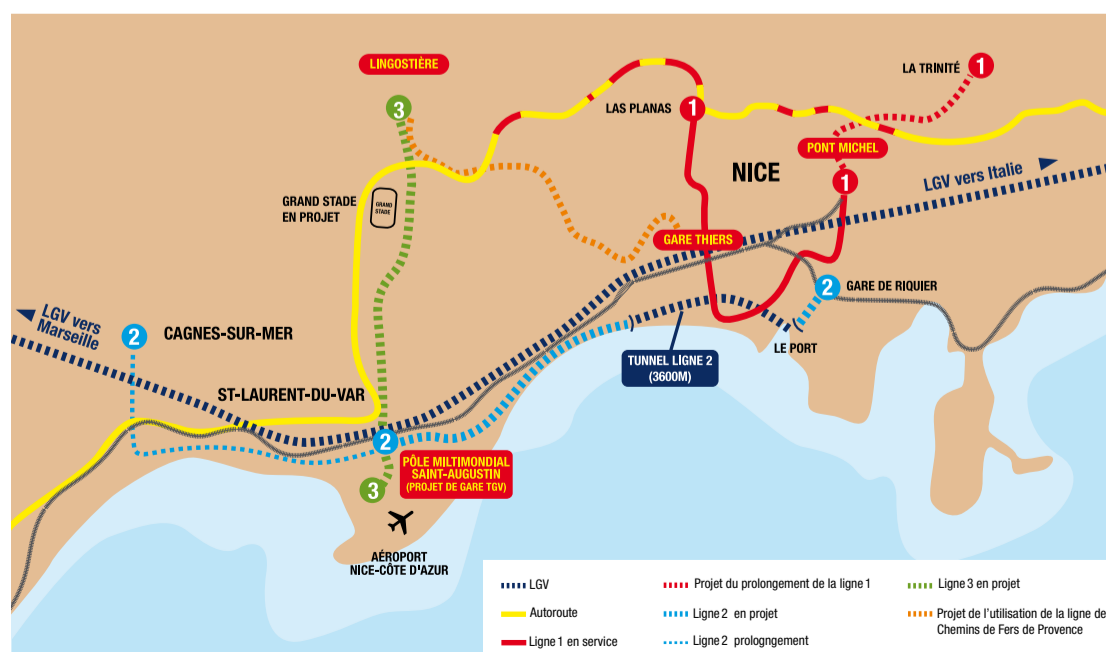 LINGOSTIÈRE
3
LAS PLANAS
1
LA TRINITÉ
1
PONT MICHEL
1
NICE
LGV vers Italie
GRAND STADE
EN PROJET
GRAND
STADE
GARE THIERS
2
GARE DE RIQUIER
LGV vers
Marseille
2
CAGNES-SUR-MER
LE PORT
TUNNEL LIGNE 2
(3600M)
ST-LAURENT-DU-VAR
2
PÔLE MILTIMONDIAL
SAINT-AUGUSTIN
(PROJET DE GARE TGV)
3
AÉROPORT
NICE-CÔTE D'AZUR
LGV
Autoroute
Ligne 1 en service
Projet du prolongement de la ligne 1
Ligne 2 en projet
Ligne 2 prologngement
Ligne 3 en projet
Projet de l'utilisation de la ligne de
Chemins de Fers de Provence